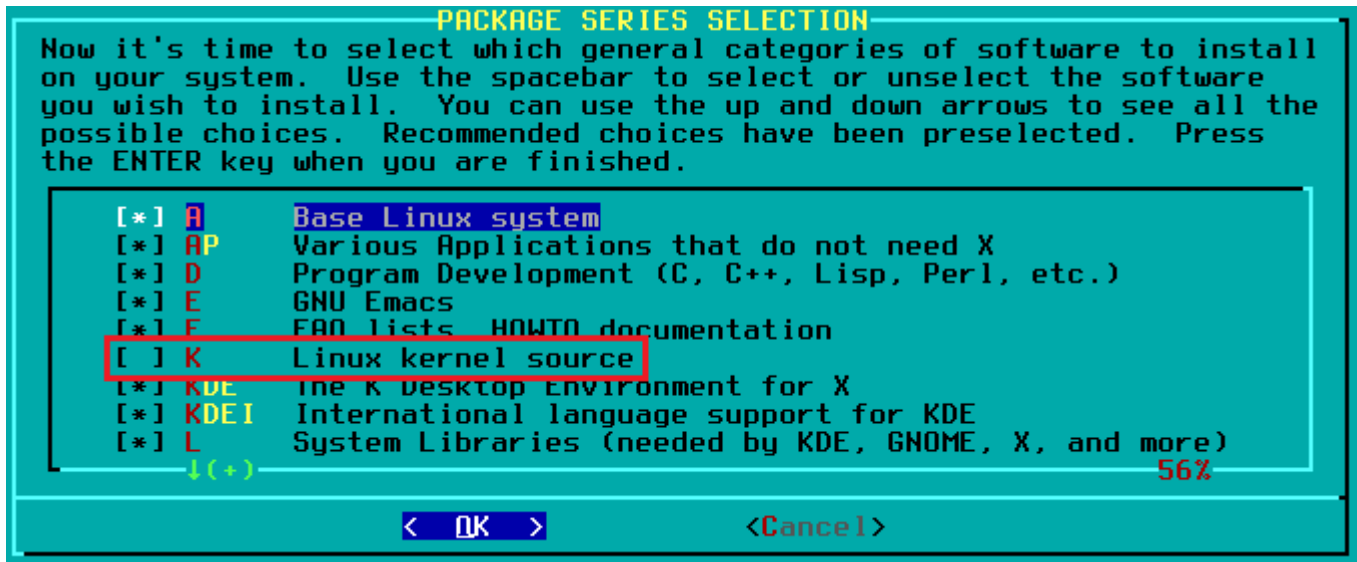 PACKAGE SERIES SELECTION
Now it's time to select which general categories of software to install
on your system.  Use the spacebar to select or unselect the software
you wish to install.  You can use the up and down arrows to see all the
possible choices.  Recommended choices have been preselected.  Press
the ENTER key when you are finished.
[*] A Base Linux system
[*] AP Various Applications that do not need X
[*] D Program Development (C, C++, Lisp, Perl, etc.)
[*] E GNU Emacs
[*] F FAQ lists, HOWTO documentation
[ ] K Linux kernel source
[*] KDE The K Desktop Environment for X
[*] KDEI International language support for KDE
[*] L System Libraries (needed by KDE, GNOME, X, and more)
↓(+) 56%
< OK > <Cancel>